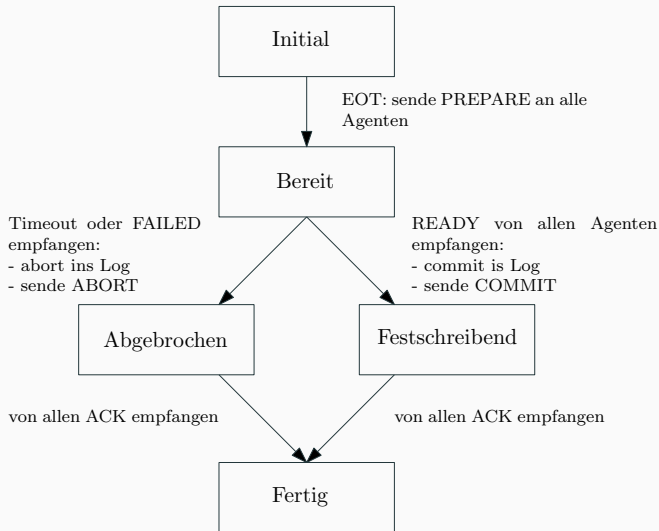 Initial
EOT: sende PREPARE an alle
Agenten
Bereit
Timeout oder FAILED
empfangen:
- abort ins Log
- sende ABORT
READY von allen Agenten
empfangen:
- commit is Log
- sende COMMIT
Abgebrochen
Festschreibend
von allen ACK empfangen
von allen ACK empfangen
Fertig